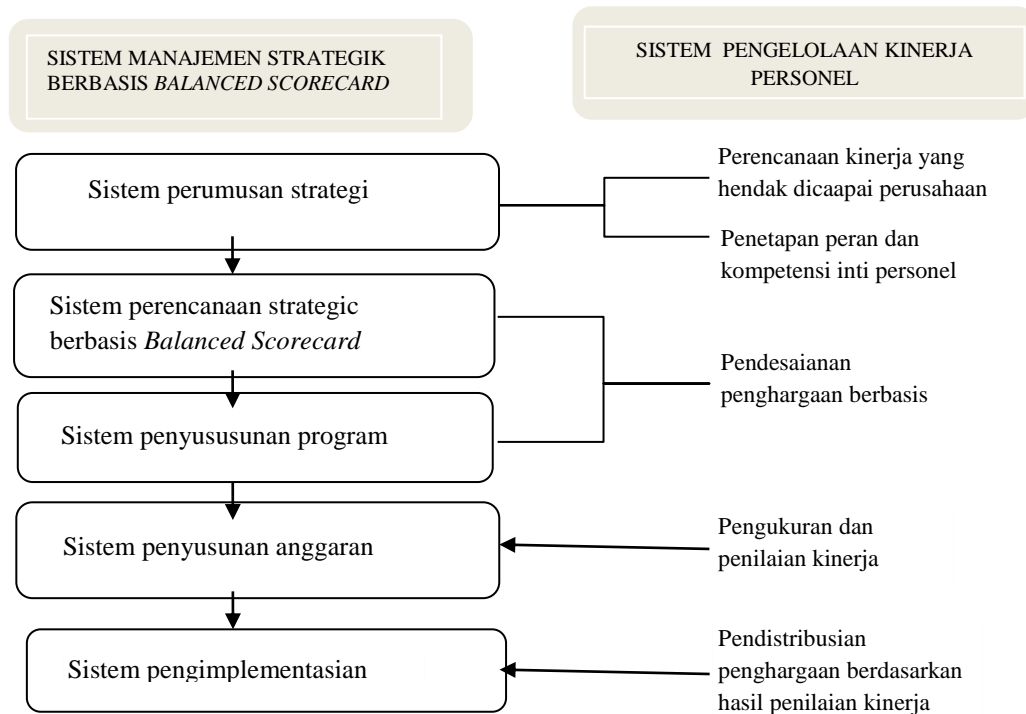 SISTEM MANAJEMEN STRATEGIK
BERBASIS BALANCED SCORECARD
SISTEM PENGELOLAAN KINERJA
PERSONEL
Sistem perumusan strategi
Perencanaan kinerja yang
hendak dicaapai perusahaan
Penetapan peran dan
kompetensi inti personel
Sistem perencanaan strategic
berbasis Balanced Scorecard
Pendesaianan
penghargaan berbasis
Sistem penyususunan program
Sistem penyusunan anggaran
Pengukuran dan
penilaian kinerja
Sistem pengimplementasian
Pendistribusian
penghargaan berdasarkan
hasil penilaian kinerja